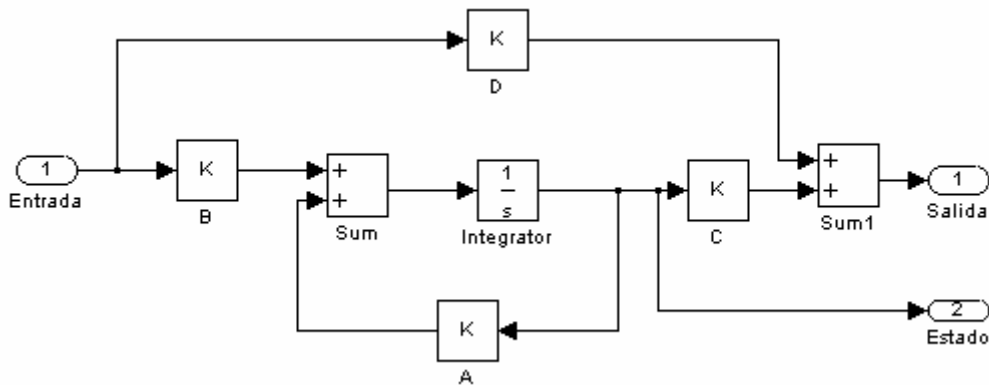 K
D
1
Entrada
K
B
+
+
Sum
1
s
Integrator
K
C
+
+
Sum1
1
Salida
K
A
2
Estado